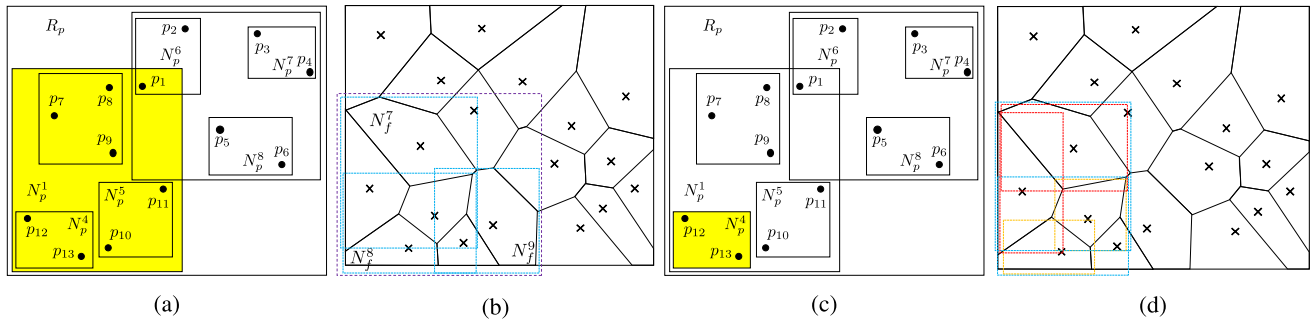 R_p
p_2
N_p^6
p_3
N_p^7
p_4
p_1
p_7
p_8
p_9
p_5
N_p^8
p_6
N_p^1
N_p^5
p_11
p_12
N_p^4
p_13
p_10
(a)
N_f^7
N_f^8
N_f^9
(b)
R_p
p_2
N_p^6
p_3
N_p^7
p_4
p_1
p_7
p_8
p_9
p_5
N_p^8
p_6
N_p^1
N_p^5
p_11
p_12
N_p^4
p_13
p_10
(c)
(d)